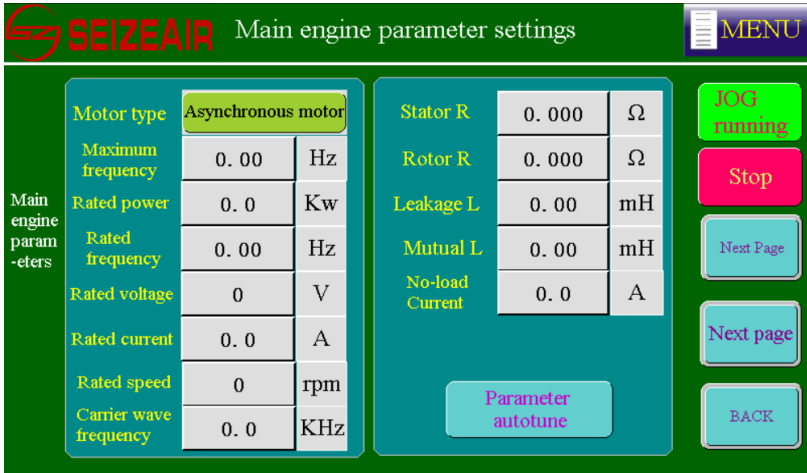 SZ SEIZEAIR Main engine parameter settings MENU
Main
engine
param
-eters
Motor type Asynchronous motor
Maximum
frequency 0.00 Hz
Rated power 0.0 Kw
Rated
frequency 0.00 Hz
Rated voltage 0 V
Rated current 0.0 A
Rated speed 0 rpm
Carrier wave
frequency 0.0 KHz
Stator R 0.000 Ω
Rotor R 0.000 Ω
Leakage L 0.00 mH
Mutual L 0.00 mH
No-load
Current 0.0 A
Parameter
autotune
JOG
running
Stop
Next Page
Next page
BACK